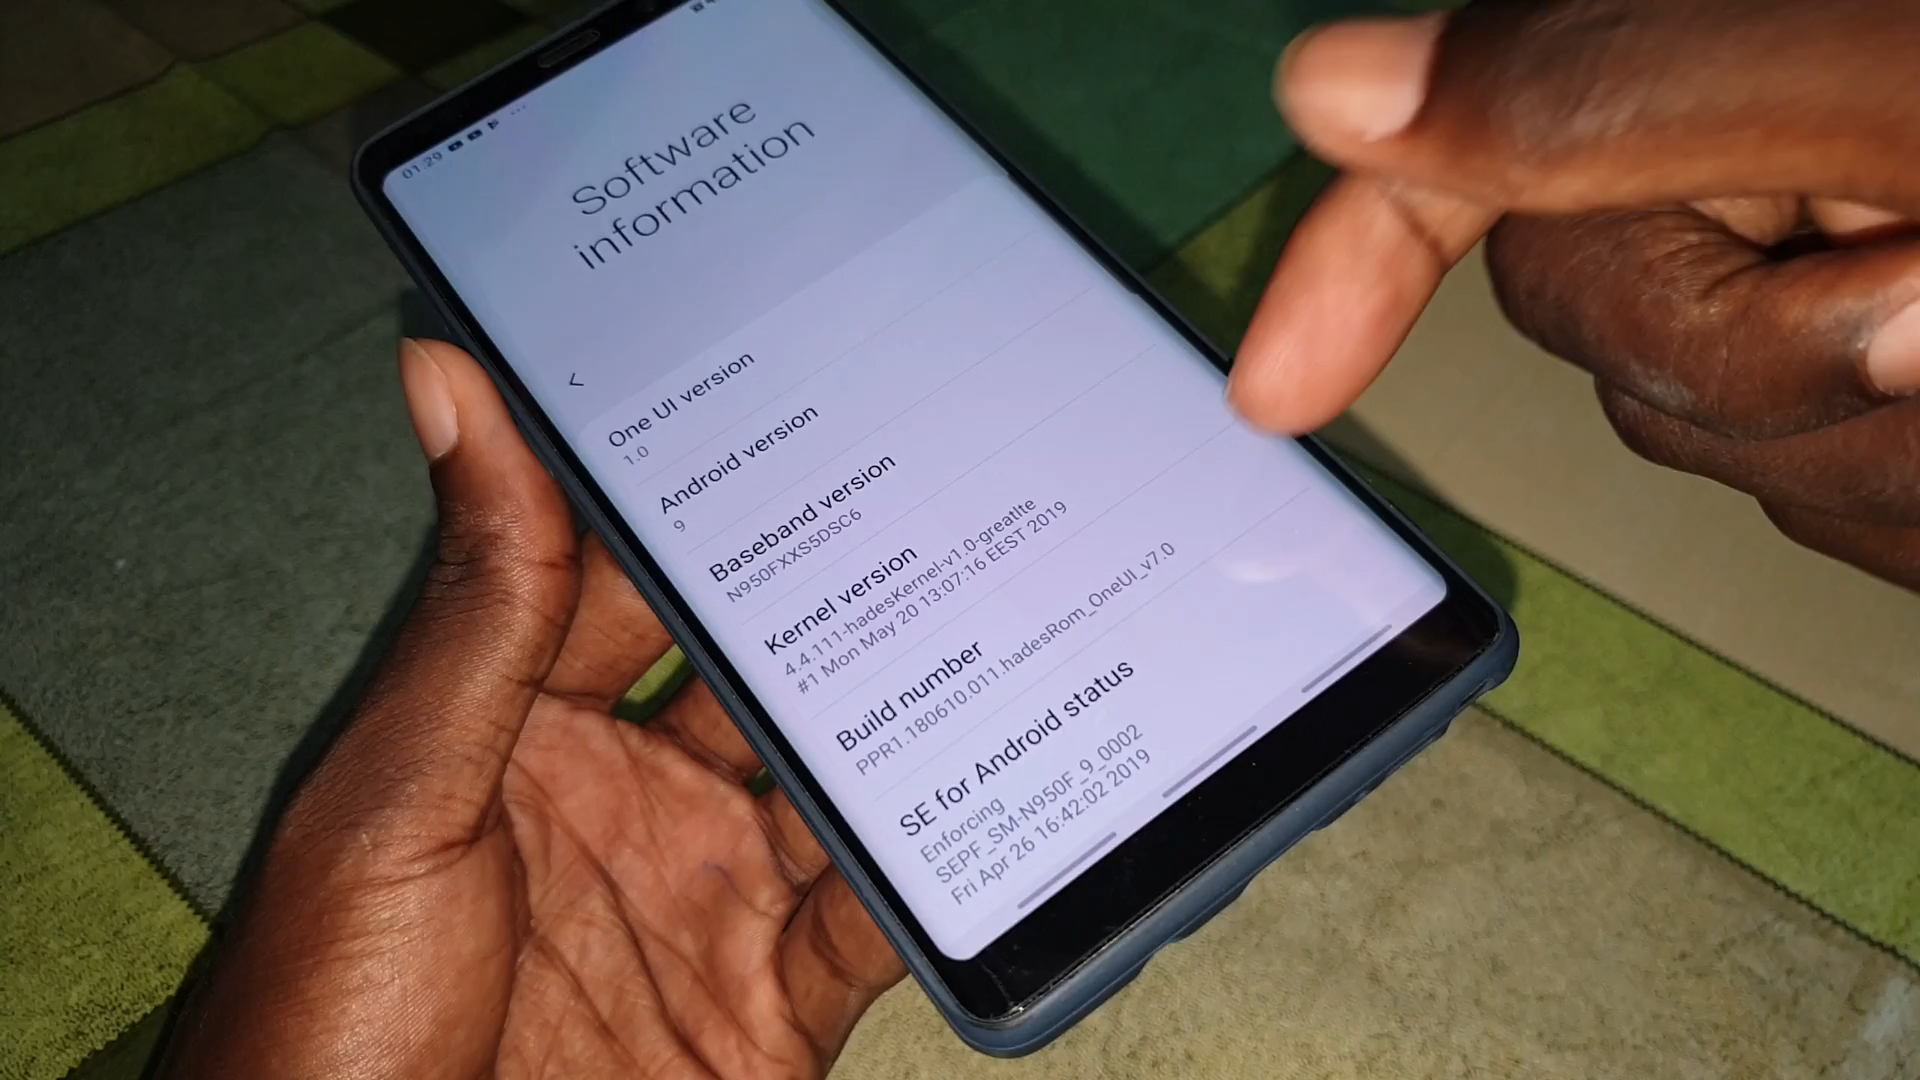 01:29
Software
information
One UI version
1.0
Android version
9
Baseband version
N950FXXS5DSC6
Kernel version
4.4.111-hadesKernel-v1.0-greatlte
#1 Mon May 20 13:07:16 EEST 2019
Build number
PPR1.180610.011.hadesRom_OneUI_v7.0
SE for Android status
Enforcing
SEPF_SM-N950F_9_0002
Fri Apr 26 16:42:02 2019